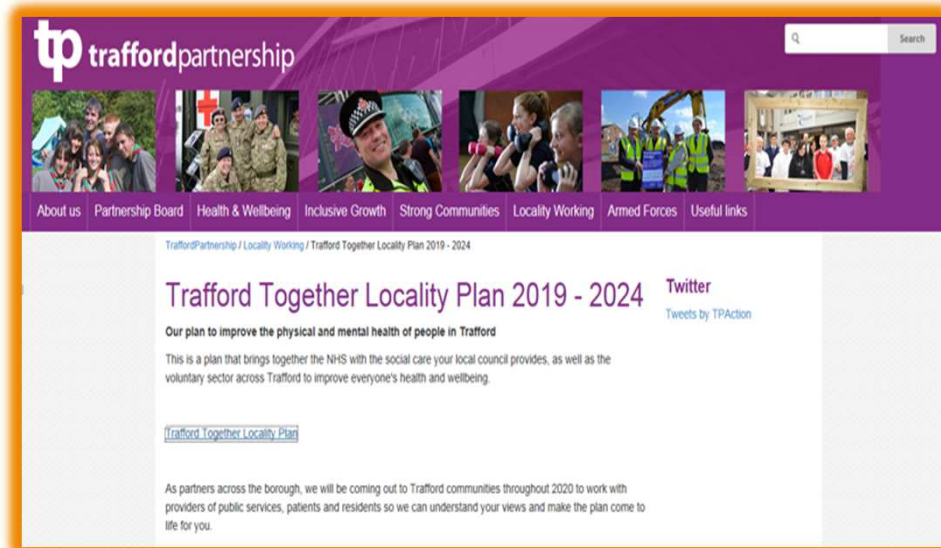 tp traffordpartnership
Search
About us Partnership Board Health & Wellbeing Inclusive Growth Strong Communities Locality Working Armed Forces Useful links
TraffordPartnership / Locality Working / Trafford Together Locality Plan 2019 - 2024
Trafford Together Locality Plan 2019 - 2024
Our plan to improve the physical and mental health of people in Trafford
This is a plan that brings together the NHS with the social care your local council provides, as well as the
voluntary sector across Trafford to improve everyone's health and wellbeing.
Trafford Together Locality Plan
As partners across the borough, we will be coming out to Trafford communities throughout 2020 to work with
providers of public services, patients and residents so we can understand your views and make the plan come to
life for you.
Twitter
Tweets by TPAction